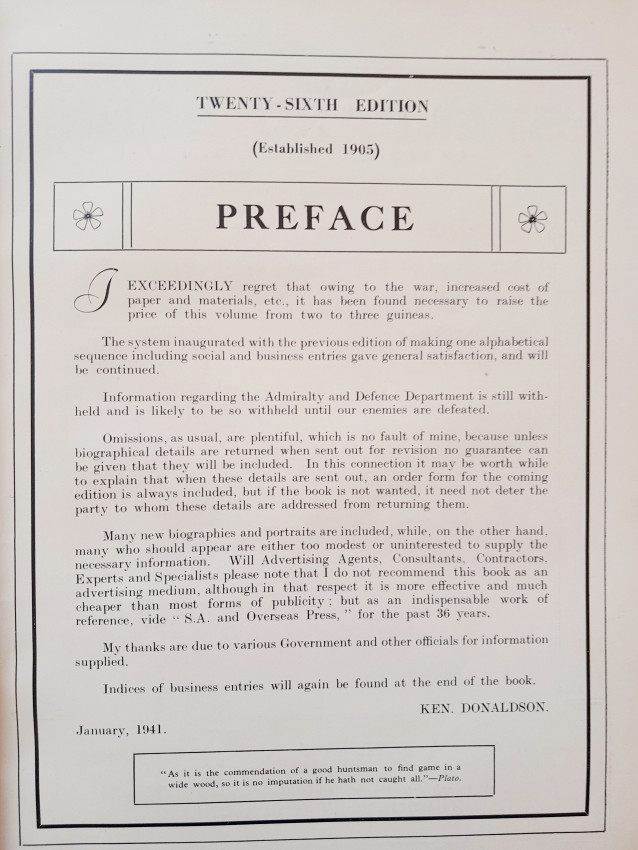 TWENTY-SIXTH EDITION
(Established 1905)
PREFACE
I EXCEEDINGLY regret that owing to the war, increased cost of
paper and materials, etc., it has been found necessary to raise the
price of this volume from two to three guineas.
The system inaugurated with the previous edition of making one alphabetical
sequence including social and business entries gave general satisfaction, and will
be continued.
Information regarding the Admiralty and Defence Department is still with-
held and is likely to be so withheld until our enemies are defeated.
Omissions, as usual, are plentiful, which is no fault of mine, because unless
biographical details are returned when sent out for revision no guarantee can
be given that they will be included. In this connection it may be worth while
to explain that when these details are sent out, an order form for the coming
edition is always included, but if the book is not wanted, it need not deter the
party to whom these details are addressed from returning them.
Many new biographies and portraits are included, while, on the other hand,
many who should appear are either too modest or uninterested to supply the
necessary information. Will Advertising Agents, Consultants, Contractors,
Experts and Specialists please note that I do not recommend this book as an
advertising medium, although in that respect it is more effective and much
cheaper than most forms of publicity; but as an indispensable work of
reference, vide "S.A. and Overseas Press," for the past 36 years.
My thanks are due to various Government and other officials for information
supplied.
Indices of business entries will again be found at the end of the book.
KEN. DONALDSON.
January, 1941.
"As it is the commendation of a good huntsman to find game in a
wide wood, so it is no imputation if he hath not caught all."—Plato.